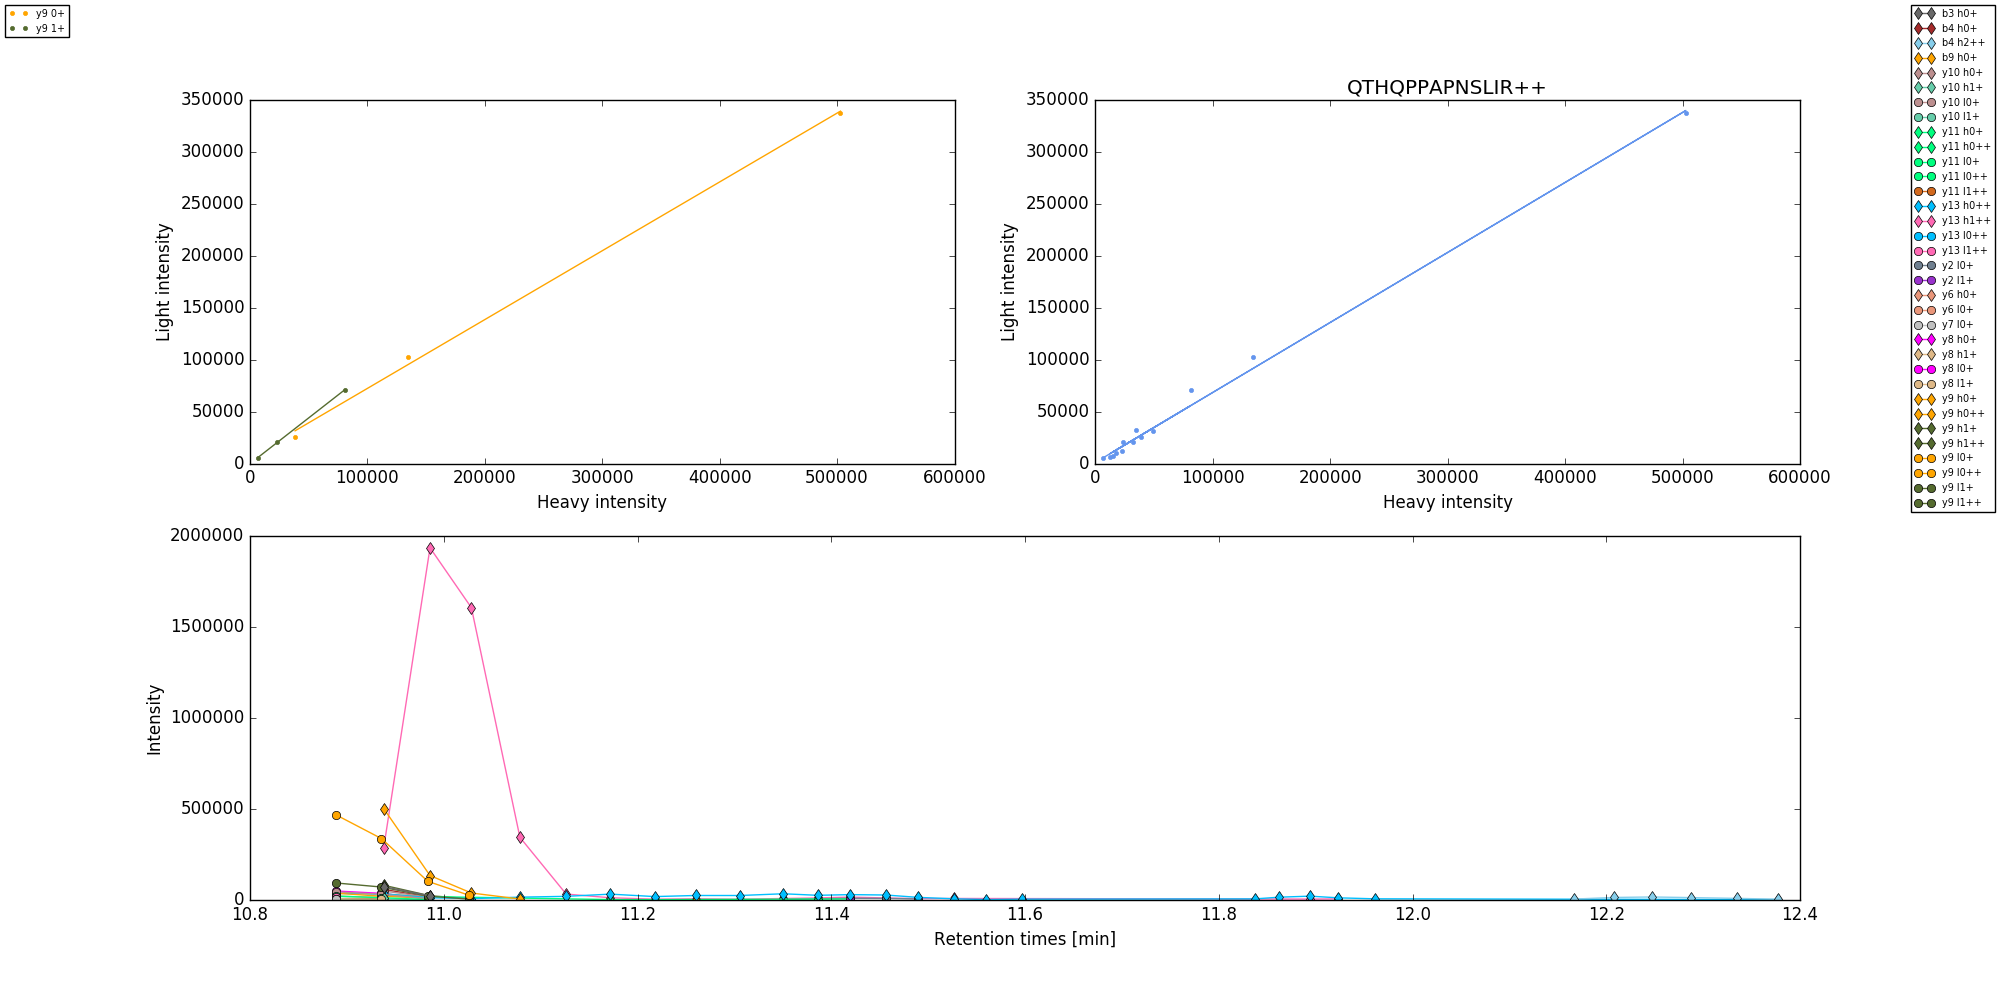 y9 0+
y9 1+
350000
300000
250000
200000
150000
100000
50000
0
Light intensity
0 100000 200000 300000 400000 500000 600000
Heavy intensity
QTHQPPAPNSLIR++
350000
300000
250000
200000
150000
100000
50000
0
Light intensity
0 100000 200000 300000 400000 500000 600000
Heavy intensity
b3 h0+
b4 h0+
b4 h2++
b9 h0+
y10 h0+
y10 h1+
y10 l0+
y10 l1+
y11 h0+
y11 h0++
y11 l0+
y11 l0++
y11 l1++
y13 h0++
y13 h1++
y13 l0++
y13 l1++
y2 l0+
y2 l1+
y6 h0+
y6 l0+
y7 l0+
y8 h0+
y8 h1+
y8 l0+
y8 l1+
y9 h0+
y9 h0++
y9 h1+
y9 h1++
y9 l0+
y9 l0++
y9 l1+
y9 l1++
2000000
1500000
1000000
500000
0
Intensity
10.8 11.0 11.2 11.4 11.6 11.8 12.0 12.2 12.4
Retention times [min]